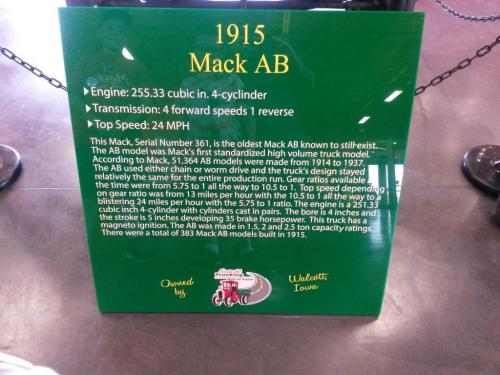 1915
Mack AB
Engine: 255.33 cubic in. 4-cyclinder
Transmission: 4 forward speeds 1 reverse
Top Speed: 24 MPH
This Mack, Serial Number 361, is the oldest Mack AB known to still exist.
The AB model was Mack's first standardized high volume truck model.
According to Mack, 51,364 AB models were made from 1914 to 1937.
The AB used either chain or worm drive and the truck's design stayed
relatively the same for the entire production run. Gear ratios available at
the time were from 5.75 to 1 all the way to 10.5 to 1. Top speed depending
on gear ratio was from 13 miles per hour with the 10.5 to 1 all the way to a
blistering 24 miles per hour with the 5.75 to 1 ratio. The engine is a 251.33
cubic inch 4-cylinder with cylinders cast in pairs. The bore is 4 inches and
the stroke is 5 inches developing 35 brake horsepower. This truck has a
magneto ignition. The AB was made in 1.5, 2 and 2.5 ton capacity ratings.
There were a total of 383 Mack AB models built in 1915.
Owned
by
Trucking
Walcott,
Iowa